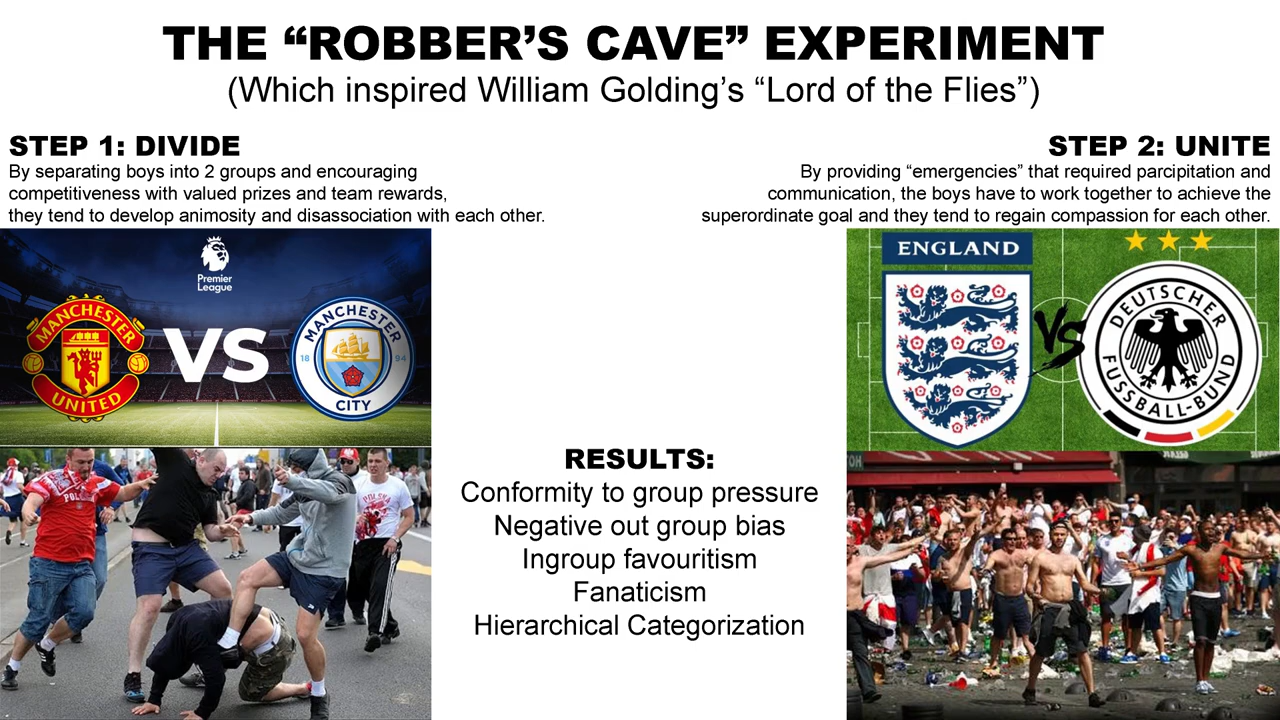 THE “ROBBER’S CAVE” EXPERIMENT
(Which inspired William Golding’s “Lord of the Flies”)
STEP 1: DIVIDE
By separating boys into 2 groups and encouraging
competitiveness with valued prizes and team rewards,
they tend to develop animosity and disassociation with each other.
STEP 2: UNITE
By providing “emergencies” that required parcipitation and
communication, the boys have to work together to achieve the
superordinate goal and they tend to regain compassion for each other.
Premier
League
MANCHESTER
UNITED
VS
MANCHESTER
18 94
CITY
ENGLAND
VS
DEUTSCHER
FUSSBALL-BUND
POLSKA
RESULTS:
Conformity to group pressure
Negative out group bias
Ingroup favouritism
Fanaticism
Hierarchical Categorization